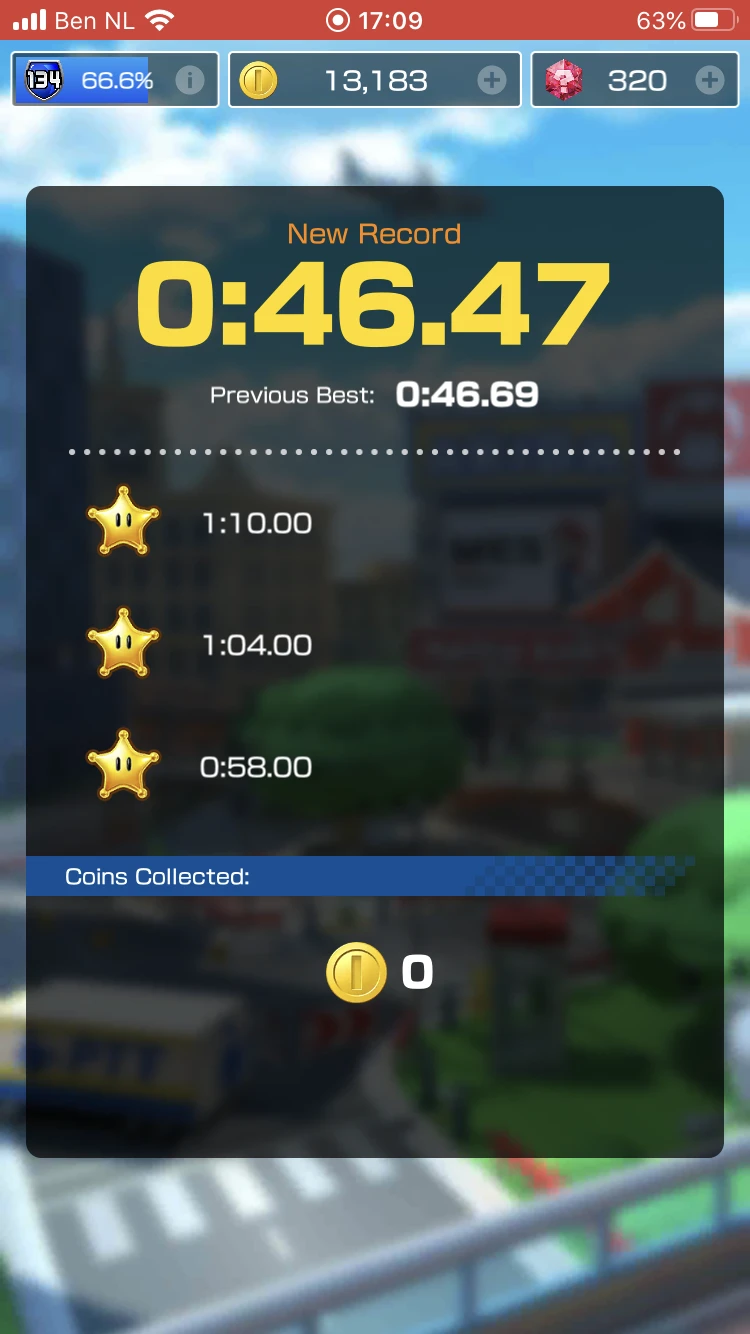 Ben NL 17:09 63%
134 66.6% i 13,183 + 320 +
New Record
0:46.47
Previous Best: 0:46.69
1:10.00
1:04.00
0:58.00
Coins Collected:
0